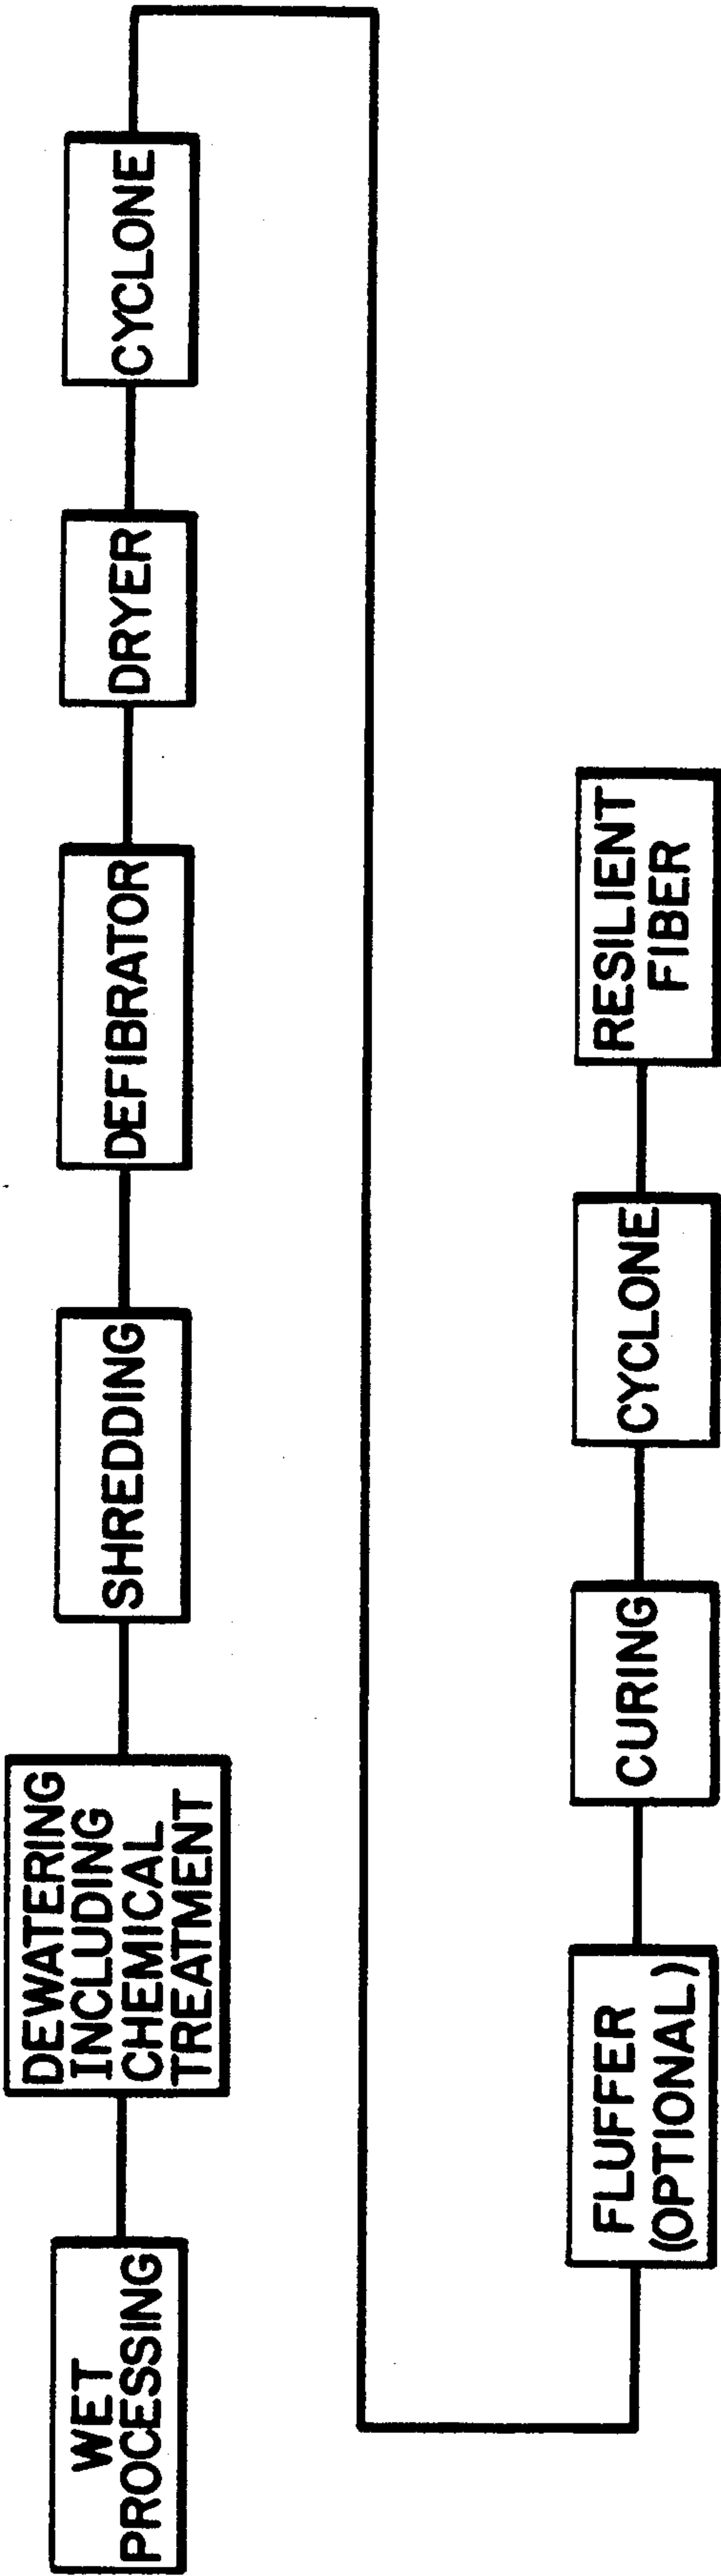 WET
PROCESSING
DEWATERING
INCLUDING
CHEMICAL
TREATMENT
SHREDDING
DEFIBRATOR
DRYER
CYCLONE
FLUFFER
(OPTIONAL)
CURING
CYCLONE
RESILIENT
FIBER